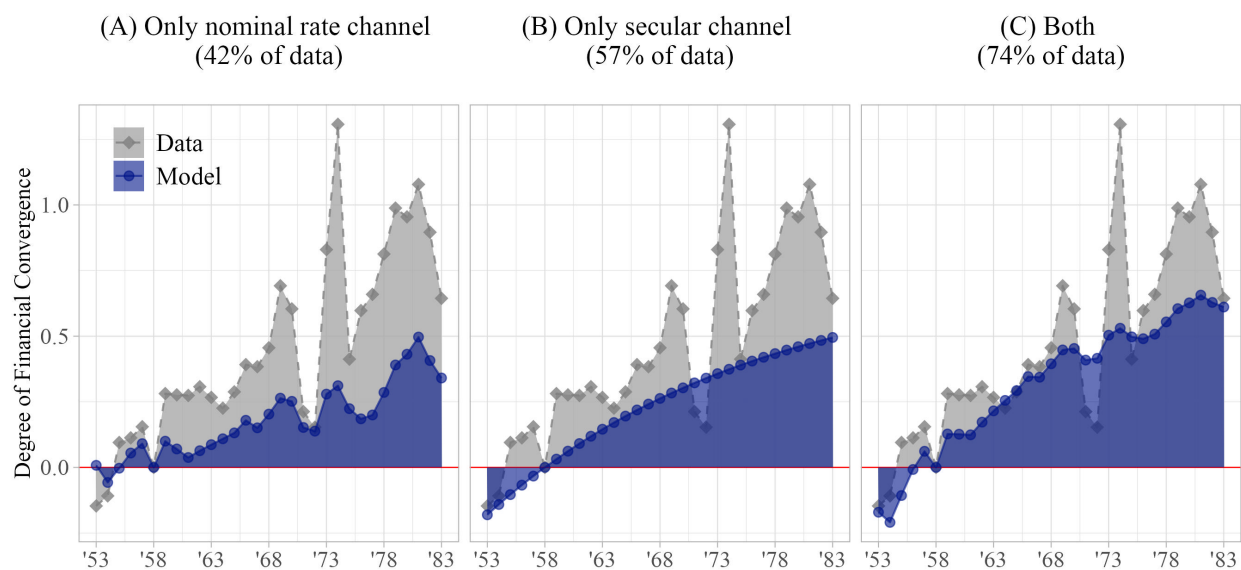 (A) Only nominal rate channel
(42% of data)
(B) Only secular channel
(57% of data)
(C) Both
(74% of data)
Degree of Financial Convergence
Data
Model
1.0
0.5
0.0
'53 '58 '63 '68 '73 '78 '83
'53 '58 '63 '68 '73 '78 '83
'53 '58 '63 '68 '73 '78 '83